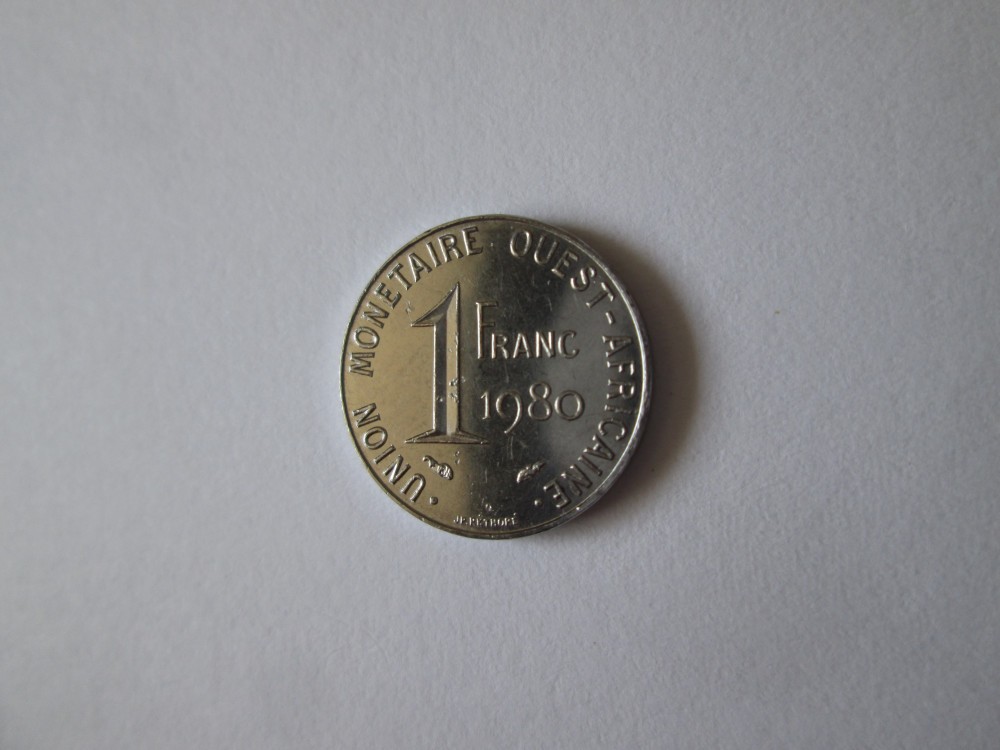 · UNION MONETAIRE OUEST-AFRICAINE ·
1 FRANC
1980